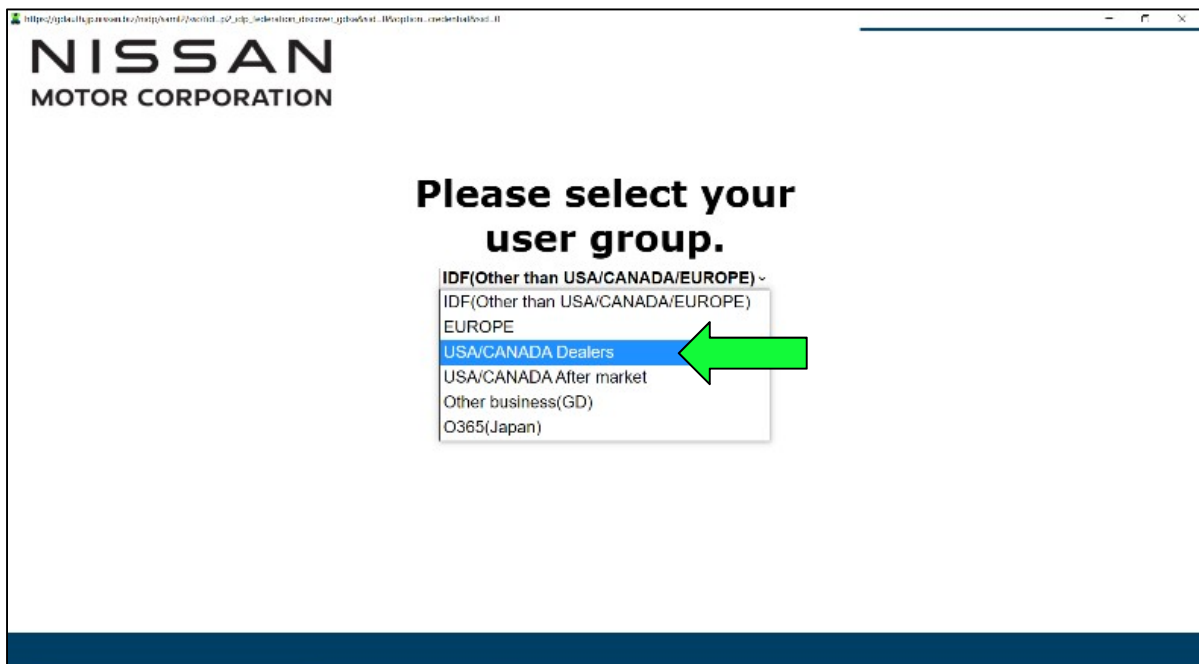 NISSAN
MOTOR CORPORATION
Please select your
user group.
IDF(Other than USA/CANADA/EUROPE)
IDF(Other than USA/CANADA/EUROPE)
EUROPE
USA/CANADA Dealers
USA/CANADA After market
Other business(GD)
O365(Japan)